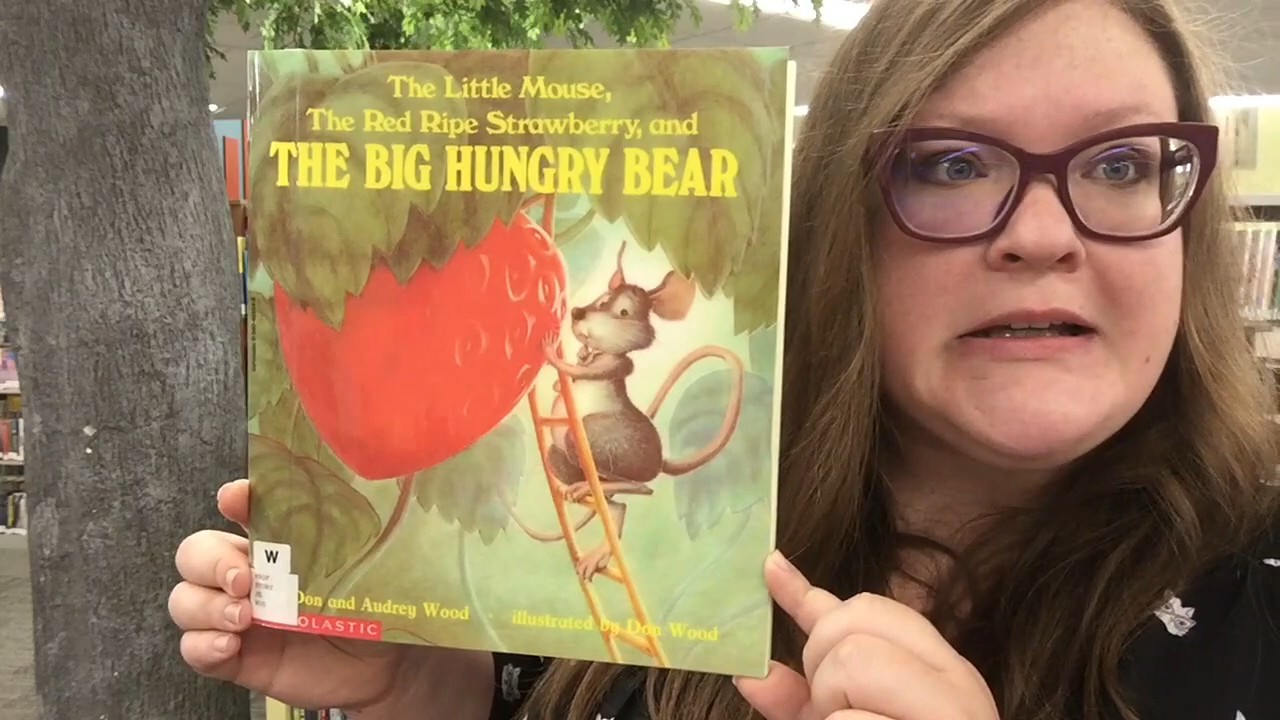 The Little Mouse,
The Red Ripe Strawberry, and
THE BIG HUNGRY BEAR
W
Don and Audrey Wood · illustrated by Don Wood